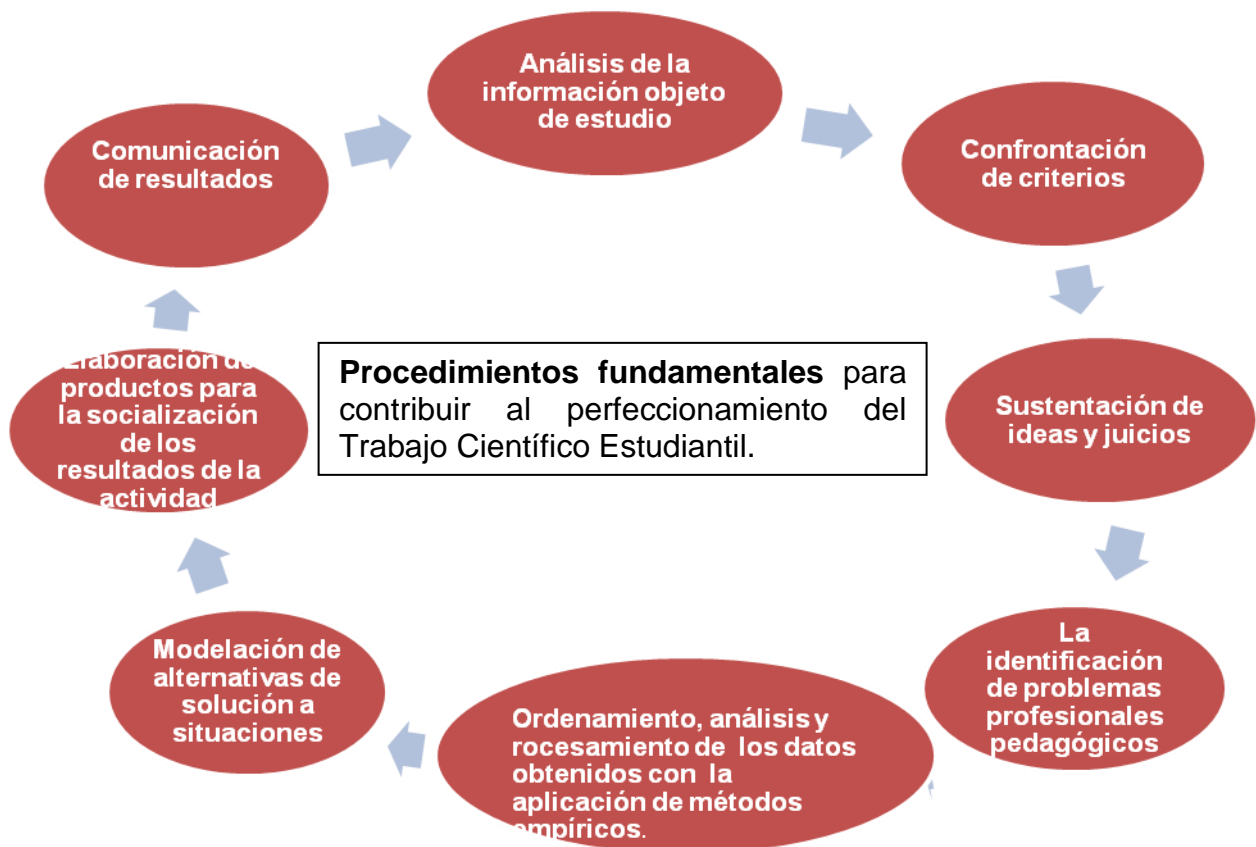 Análisis de la
información objeto
de estudio
Confrontación
de criterios
Sustentación de
ideas y juicios
La
identificación
de problemas
profesionales
pedagógicos
Ordenamiento, análisis y
rocesamiento de los datos
obtenidos con la
aplicación de métodos
empíricos.
Modelación de
alternativas de
solución a
situaciones
Elaboración de
productos para
la socialización
de los
resultados de la
actividad
Comunicación
de resultados
Procedimientos fundamentales para
contribuir al perfeccionamiento del
Trabajo Científico Estudiantil.